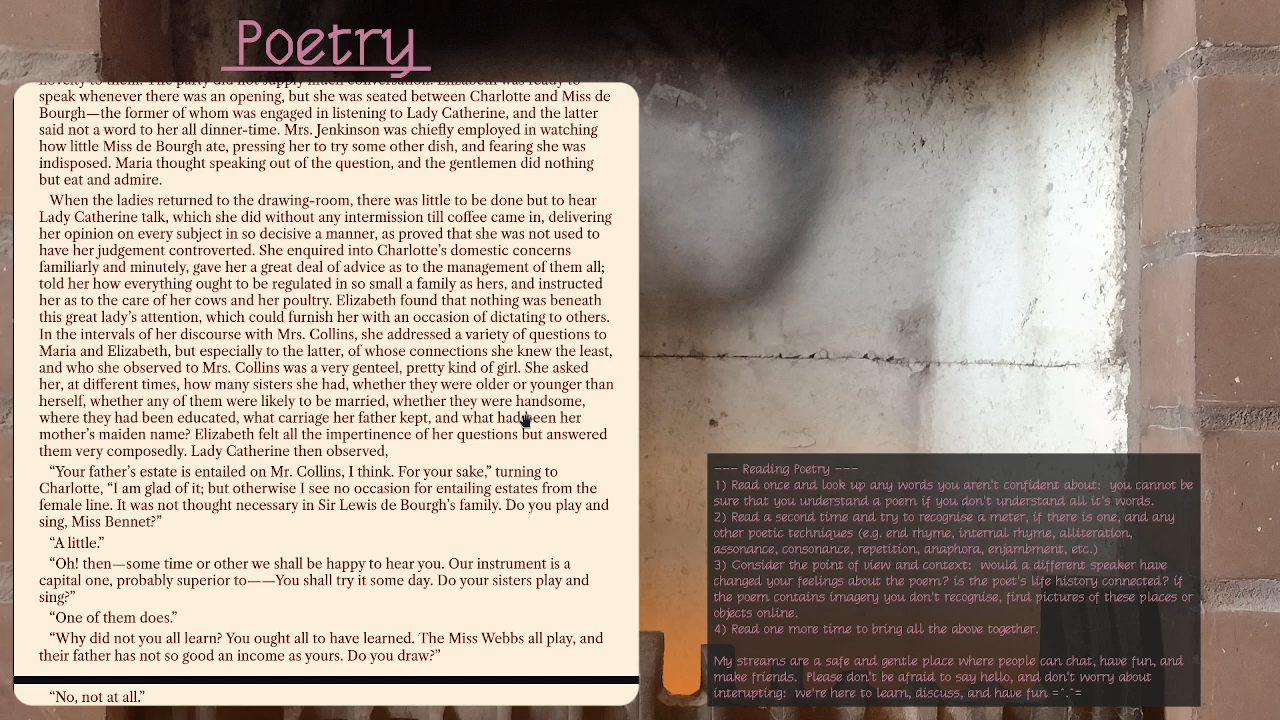 Poetry
novelty to them. The party did not supply much conversation. Elizabeth was ready to
speak whenever there was an opening, but she was seated between Charlotte and Miss de
Bourgh—the former of whom was engaged in listening to Lady Catherine, and the latter
said not a word to her all dinner-time. Mrs. Jenkinson was chiefly employed in watching
how little Miss de Bourgh ate, pressing her to try some other dish, and fearing she was
indisposed. Maria thought speaking out of the question, and the gentlemen did nothing
but eat and admire.
When the ladies returned to the drawing-room, there was little to be done but to hear
Lady Catherine talk, which she did without any intermission till coffee came in, delivering
her opinion on every subject in so decisive a manner, as proved that she was not used to
have her judgement controverted. She enquired into Charlotte’s domestic concerns
familiarly and minutely, gave her a great deal of advice as to the management of them all;
told her how everything ought to be regulated in so small a family as hers, and instructed
her as to the care of her cows and her poultry. Elizabeth found that nothing was beneath
this great lady’s attention, which could furnish her with an occasion of dictating to others.
In the intervals of her discourse with Mrs. Collins, she addressed a variety of questions to
Maria and Elizabeth, but especially to the latter, of whose connections she knew the least,
and who she observed to Mrs. Collins was a very genteel, pretty kind of girl. She asked
her, at different times, how many sisters she had, whether they were older or younger than
herself, whether any of them were likely to be married, whether they were handsome,
where they had been educated, what carriage her father kept, and what had been her
mother’s maiden name? Elizabeth felt all the impertinence of her questions but answered
them very composedly. Lady Catherine then observed,
“Your father’s estate is entailed on Mr. Collins, I think. For your sake,” turning to
Charlotte, “I am glad of it; but otherwise I see no occasion for entailing estates from the
female line. It was not thought necessary in Sir Lewis de Bourgh’s family. Do you play and
sing, Miss Bennet?”
“A little.”
“Oh! then—some time or other we shall be happy to hear you. Our instrument is a
capital one, probably superior to——You shall try it some day. Do your sisters play and
sing?”
“One of them does.”
“Why did not you all learn? You ought all to have learned. The Miss Webbs all play, and
their father has not so good an income as yours. Do you draw?”
“No, not at all.”
--- Reading Poetry ---
1) Read once and look up any words you aren't confident about: you cannot be
sure that you understand a poem if you don't understand all it's words.
2) Read a second time and try to recognise a meter, if there is one, and any
other poetic techniques (e.g. end rhyme, internal rhyme, alliteration,
assonance, consonance, repetition, anaphora, enjambment, etc.)
3) Consider the point of view and context: would a different speaker have
changed your feelings about the poem? is the poet's life history connected? if
the poem contains imagery you don't recognise, find pictures of these places or
objects online.
4) Read one more time to bring all the above together.
My streams are a safe and gentle place where people can chat, have fun, and
make friends. Please don't be afraid to say hello, and don't worry about
interupting: we're here to learn, discuss, and have fun =^.^=